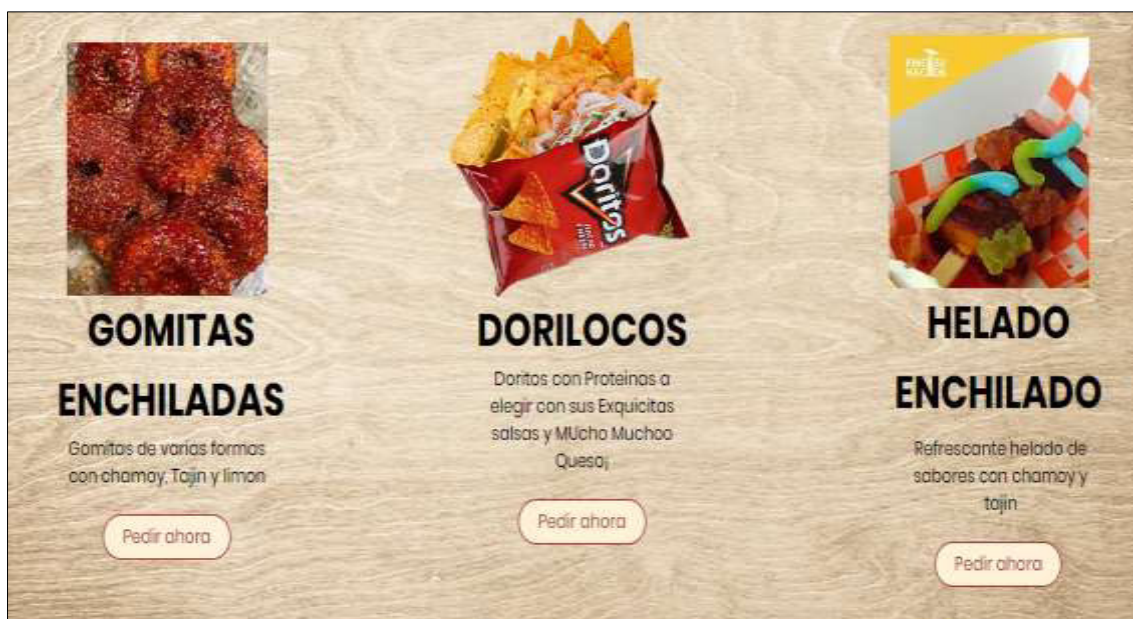 GOMITAS
ENCHILADAS
Gomitas de varias formas
con chamoy, Tajin y limon
Pedir ahora
Doritos
DORILOCOS
Doritos con Proteinas a
elegir con sus Exquicitas
salsas y MUcho Muchoo
Queso¡
Pedir ahora
HELADO
ENCHILADO
Refrescante helado de
sabores con chamoy y
tajin
Pedir ahora